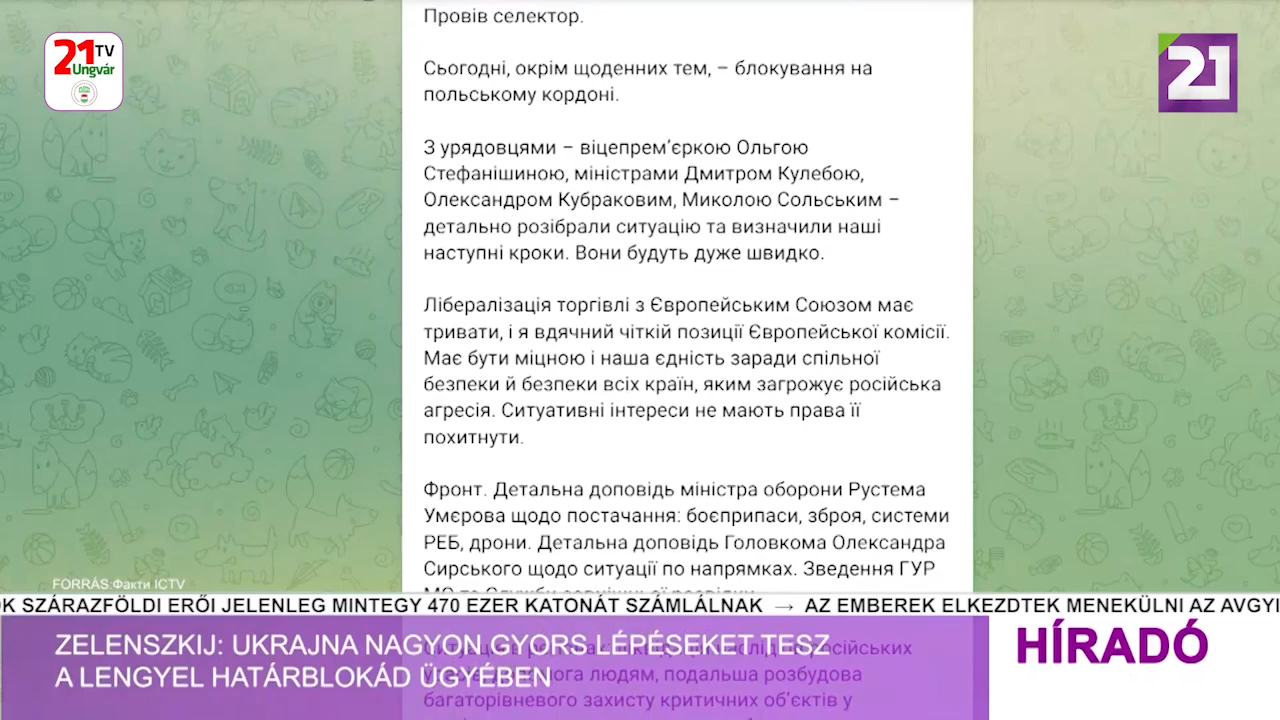 21 TV
Ungvár
21
Провів селектор.
Сьогодні, окрім щоденних тем, – блокування на
польському кордоні.
З урядовцями – віцепрем’єркою Ольгою
Стефанішиною, міністрами Дмитром Кулебою,
Олександром Кубраковим, Миколою Сольським –
детально розібрали ситуацію та визначили наші
наступні кроки. Вони будуть дуже швидко.
Лібералізація торгівлі з Європейським Союзом має
тривати, і я вдячний чіткій позиції Європейської комісії.
Має бути міцною і наша єдність заради спільної
безпеки й безпеки всіх країн, яким загрожує російська
агресія. Ситуативні інтереси не мають права її
похитнути.
Фронт. Детальна доповідь міністра оборони Рустема
Умєрова щодо постачання: боєприпаси, зброя, системи
РЕБ, дрони. Детальна доповідь Головкома Олександра
Сирського щодо ситуації по напрямках. Зведення ГУР
FORRÁS.Факти ICTV
OK SZÁRAZFÖLDI ERŐI JELENLEG MINTEGY 470 EZER KATONÁT SZÁMLÁLNAK → AZ EMBEREK ELKEZDTEK MENEKÜLNI AZ AVGYI
ZELENSZKIJ: UKRAJNA NAGYON GYORS LÉPÉSEKET TESZ
A LENGYEL HATÁRBLOKÁD ÜGYÉBEN
HÍRADÓ
людям, подальша розбудова
багаторівневого захисту критичних об’єктів у